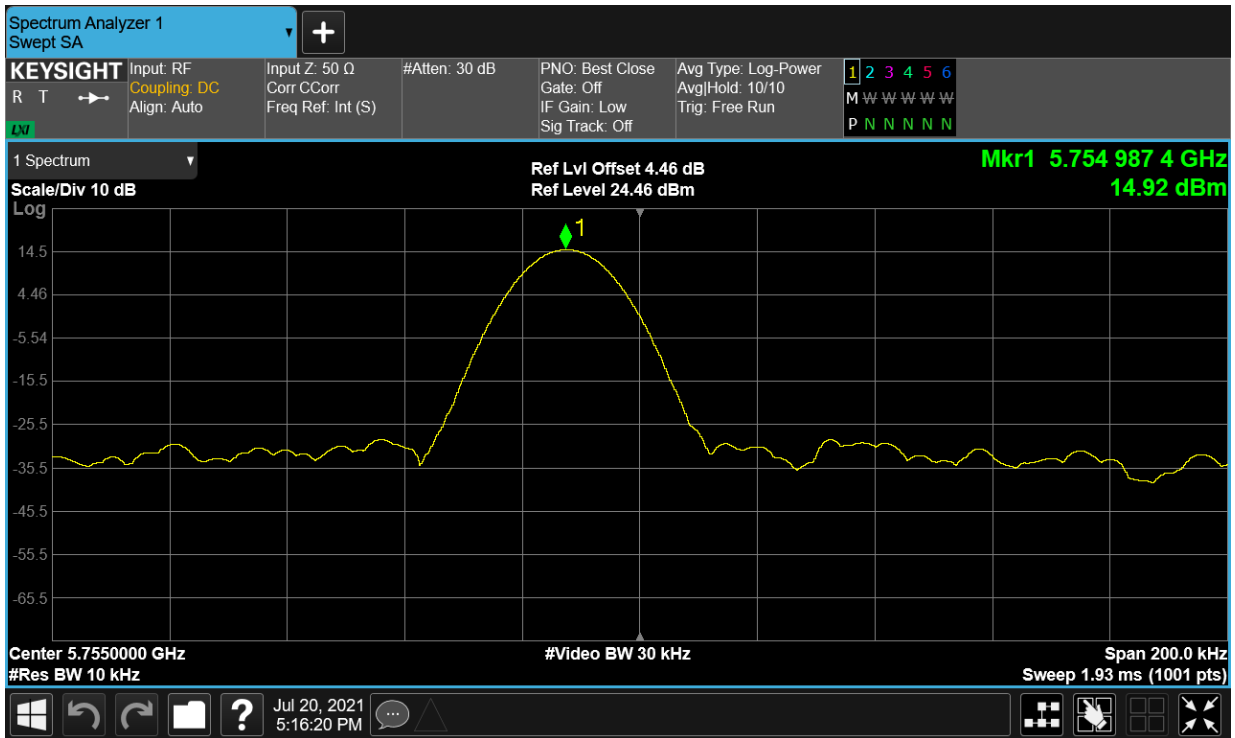 Spectrum Analyzer 1
Swept SA
+
KEYSIGHT
R T
LXI
Input: RF
Coupling: DC
Align: Auto
Input Z: 50 Ω
Corr CCorr
Freq Ref: Int (S)
#Atten: 30 dB
PNO: Best Close
Gate: Off
IF Gain: Low
Sig Track: Off
Avg Type: Log-Power
Avg|Hold: 10/10
Trig: Free Run
1 2 3 4 5 6
M W W W W W
P N N N N N
1 Spectrum
Scale/Div 10 dB
Log
Ref Lvl Offset 4.46 dB
Ref Level 24.46 dBm
Mkr1 5.754 987 4 GHz
14.92 dBm
1
14.5
4.46
-5.54
-15.5
-25.5
-35.5
-45.5
-55.5
-65.5
Center 5.7550000 GHz
#Res BW 10 kHz
#Video BW 30 kHz
Span 200.0 kHz
Sweep 1.93 ms (1001 pts)
?
Jul 20, 2021
5:16:20 PM